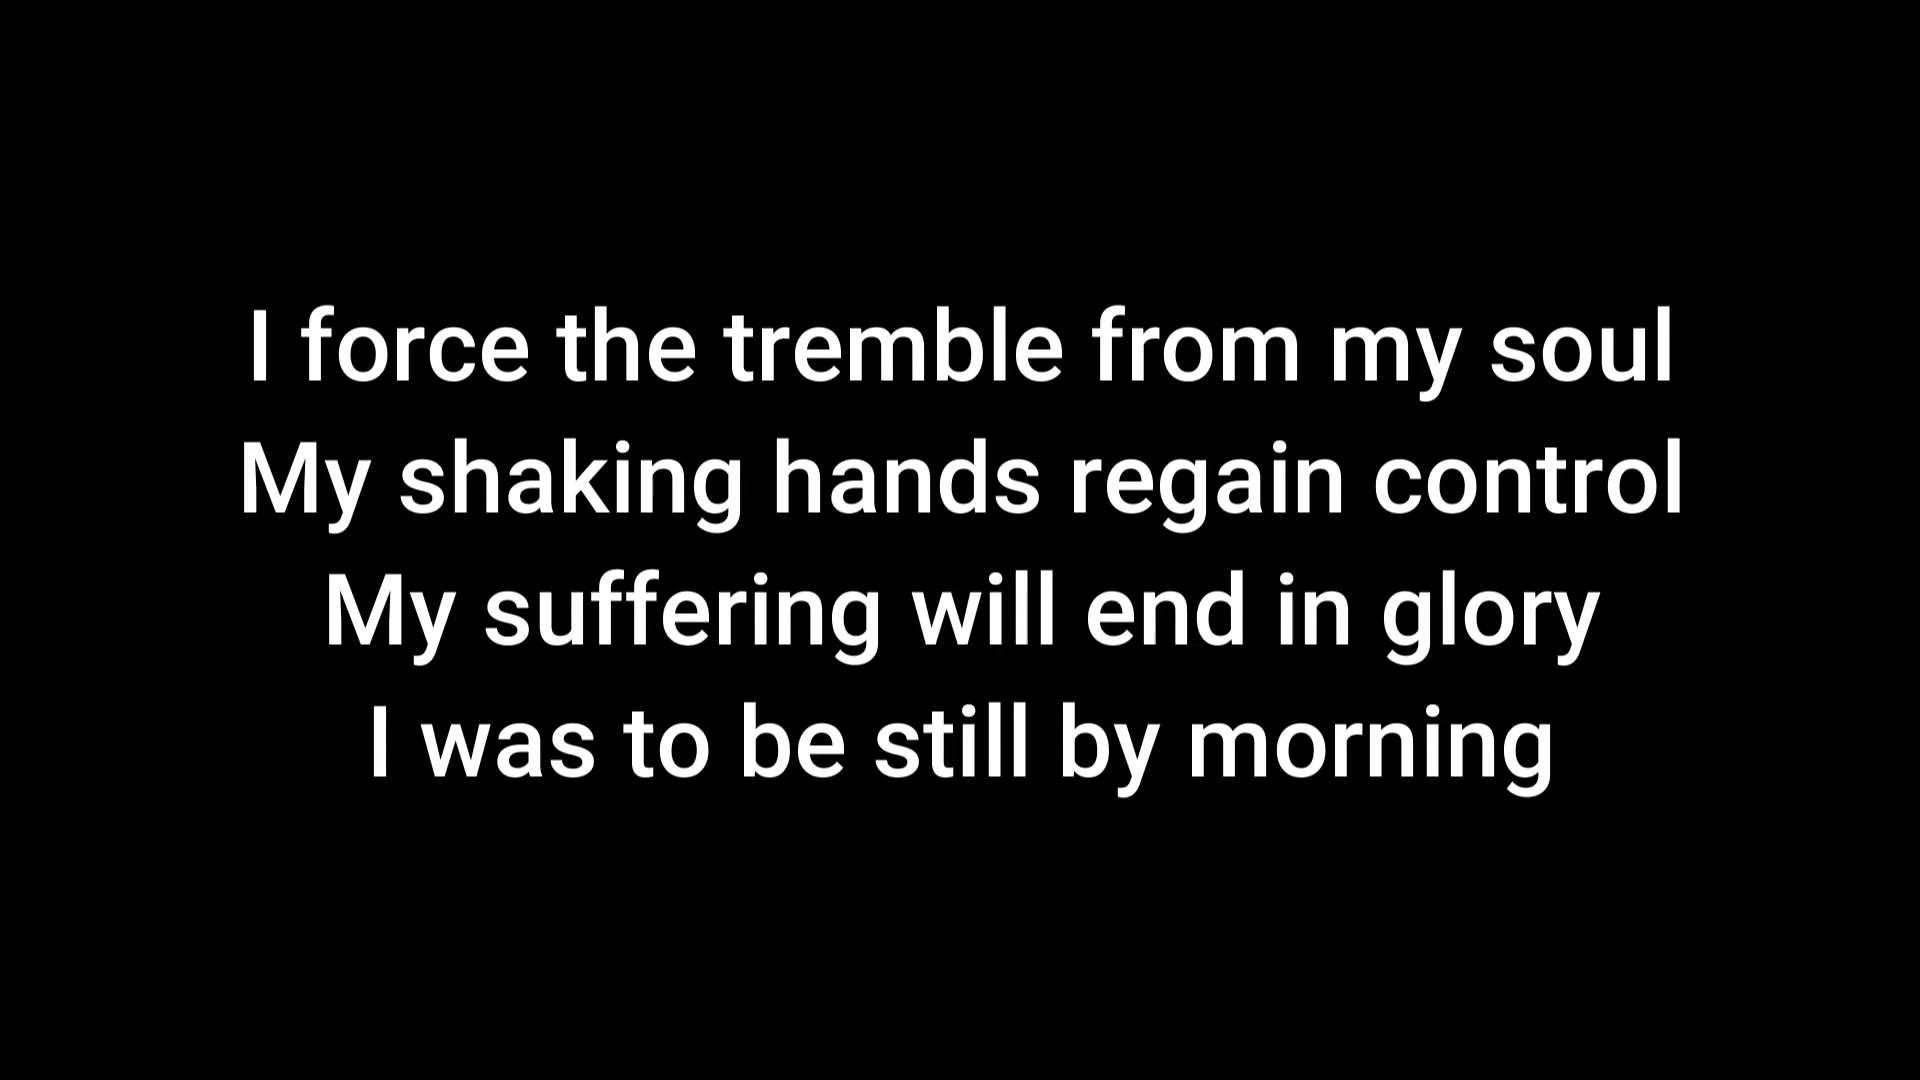 I force the tremble from my soul
My shaking hands regain control
My suffering will end in glory
I was to be still by morning